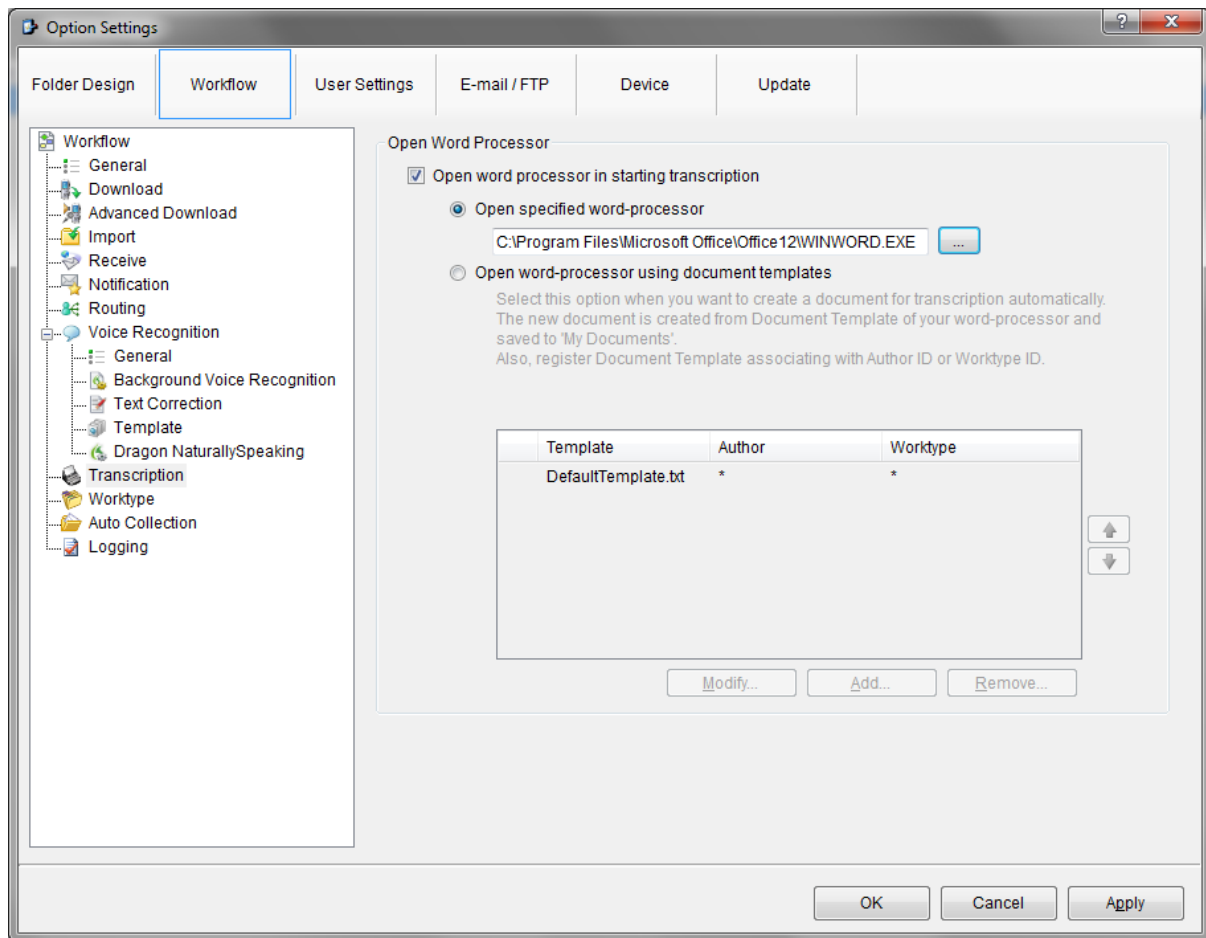 Option Settings
?
X
Folder Design
Workflow
User Settings
E-mail / FTP
Device
Update
Workflow
General
Download
Advanced Download
Import
Receive
Notification
Routing
Voice Recognition
General
Background Voice Recognition
Text Correction
Template
Dragon NaturallySpeaking
Transcription
Worktype
Auto Collection
Logging
Open Word Processor
Open word processor in starting transcription
Open specified word-processor
C:\Program Files\Microsoft Office\Office12\WINWORD.EXE
...
Open word-processor using document templates
Select this option when you want to create a document for transcription automatically.
The new document is created from Document Template of your word-processor and
saved to 'My Documents'.
Also, register Document Template associating with Author ID or Worktype ID.
Template Author Worktype
DefaultTemplate.txt * *
Modify... Add... Remove...
OK Cancel Apply